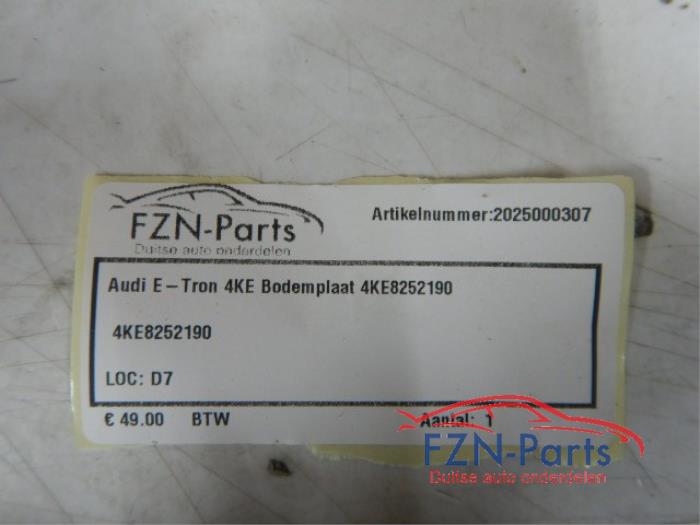 FZN-Parts
Duitse auto onderdelen
Artikelnummer:2025000307
Audi E-Tron 4KE Bodemplaat 4KE8252190
4KE8252190
LOC: D7
€ 49.00 BTW Aantal: 1
FZN-Parts
Duitse auto onderdelen